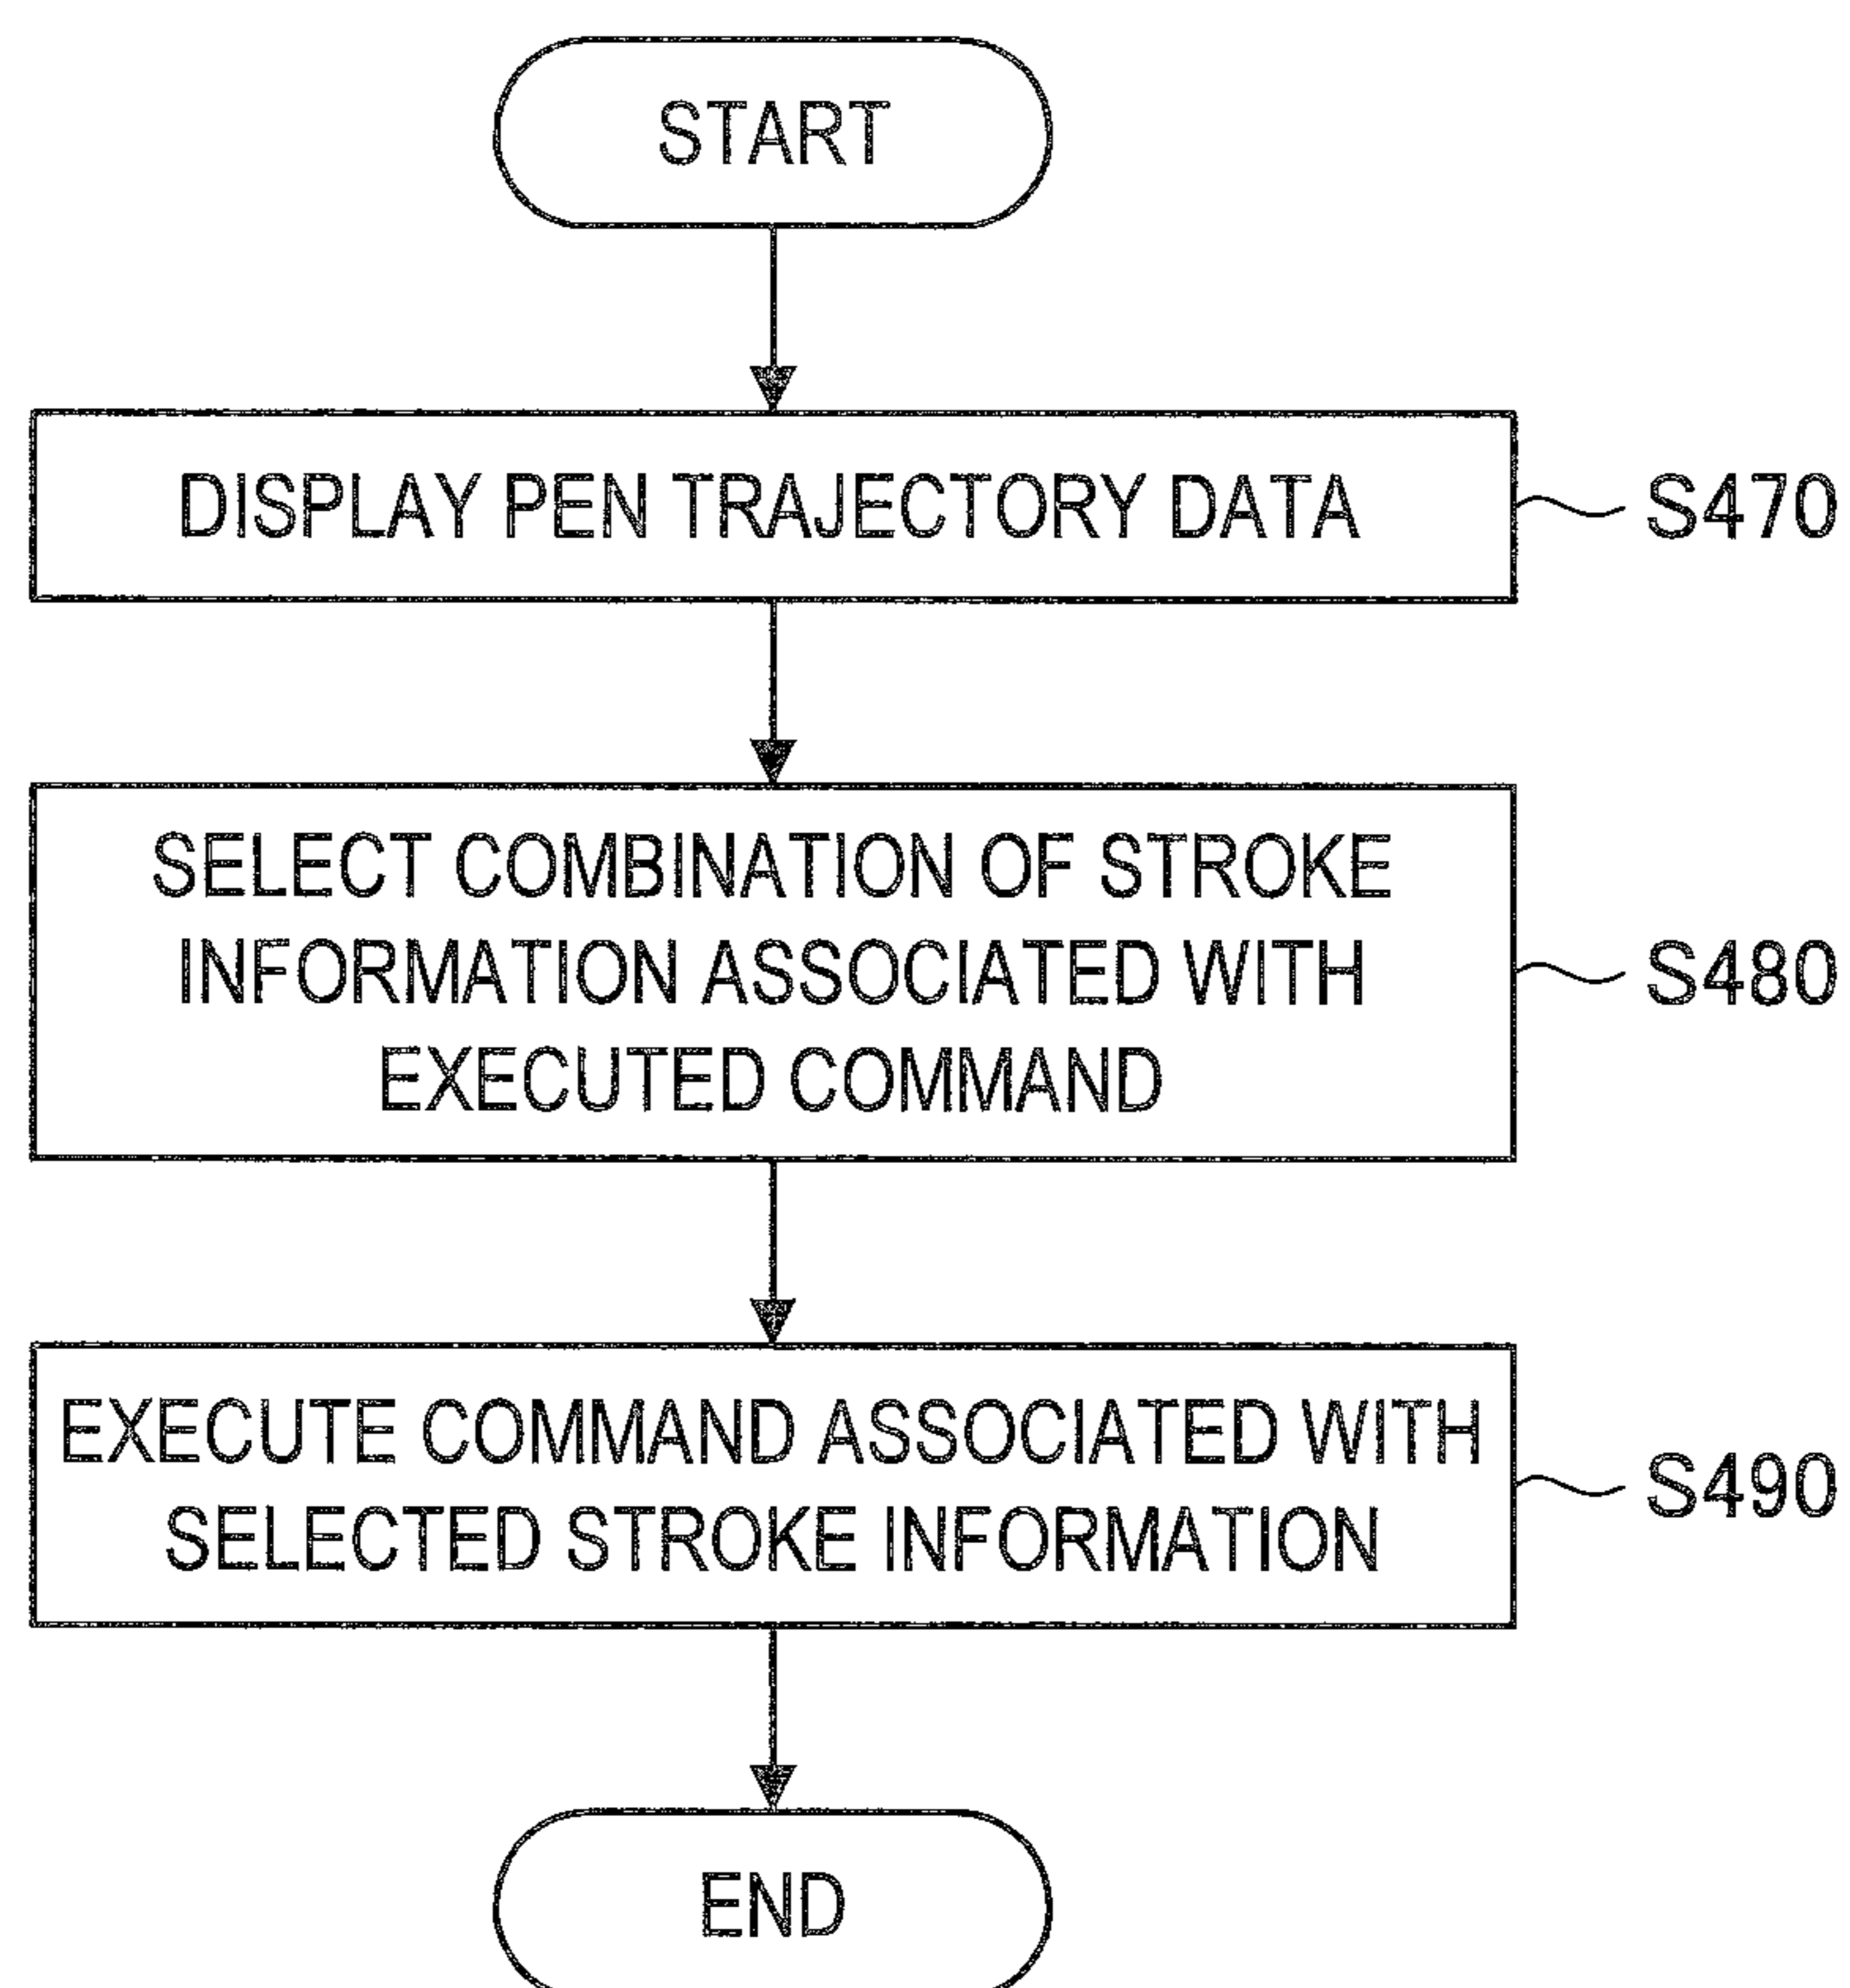 START
DISPLAY PEN TRAJECTORY DATA
S470
SELECT COMBINATION OF STROKE
INFORMATION ASSOCIATED WITH
EXECUTED COMMAND
S480
EXECUTE COMMAND ASSOCIATED WITH
SELECTED STROKE INFORMATION
S490
END